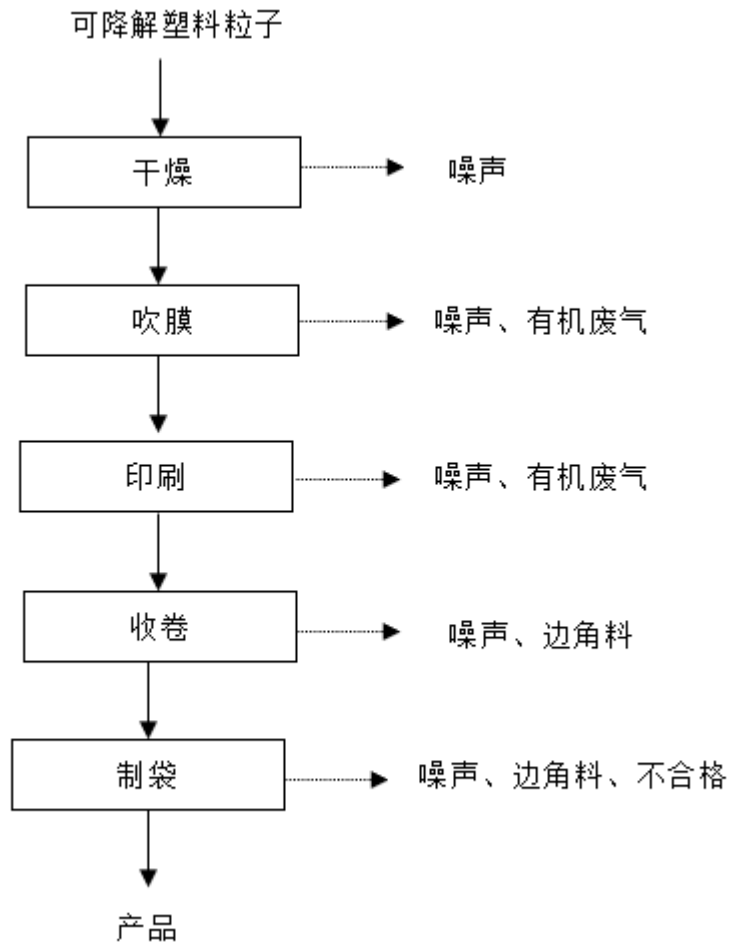 可降解塑料粒子
干燥
噪声
吹膜
噪声、有机废气
印刷
噪声、有机废气
收卷
噪声、边角料
制袋
噪声、边角料、不合格
产品